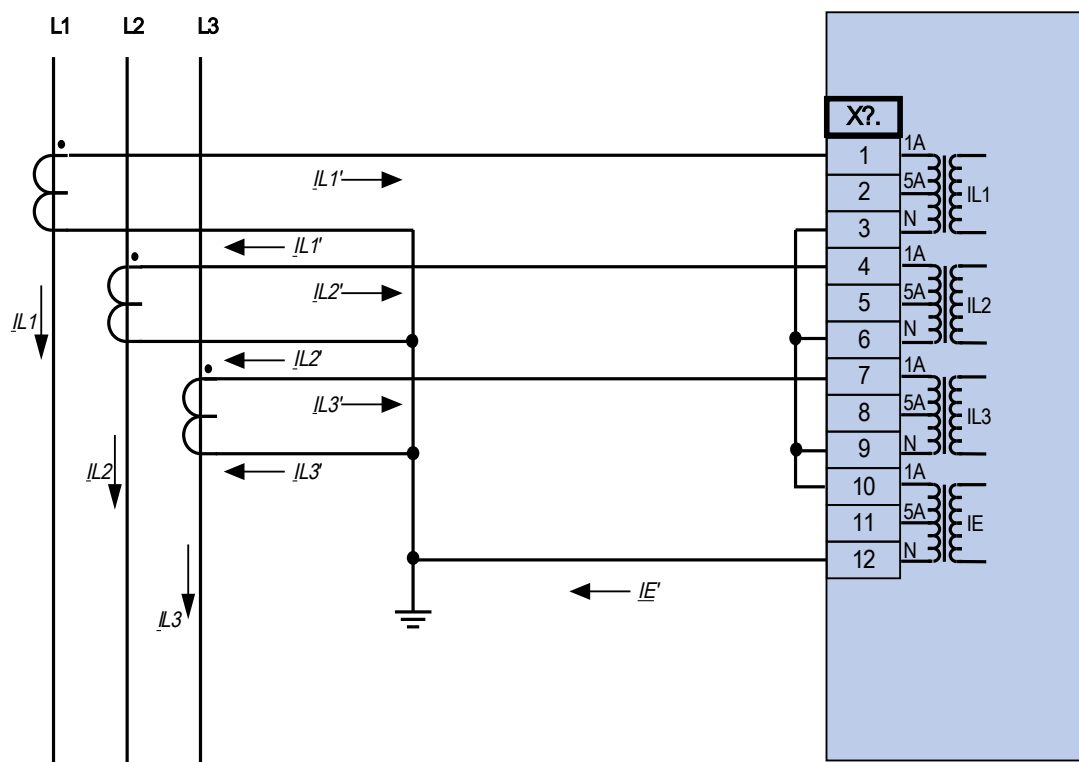 L1 L2 L3
X?.
1 1A
IL1'
2 5A IL1
3 N
IL1'
4 1A
IL2'
5 5A IL2
IL1
6 N
IL2'
7 1A
IL3'
8 5A IL3
9 N
IL2
IL3'
10 1A
11 5A IE
12 N
IE'
IL3